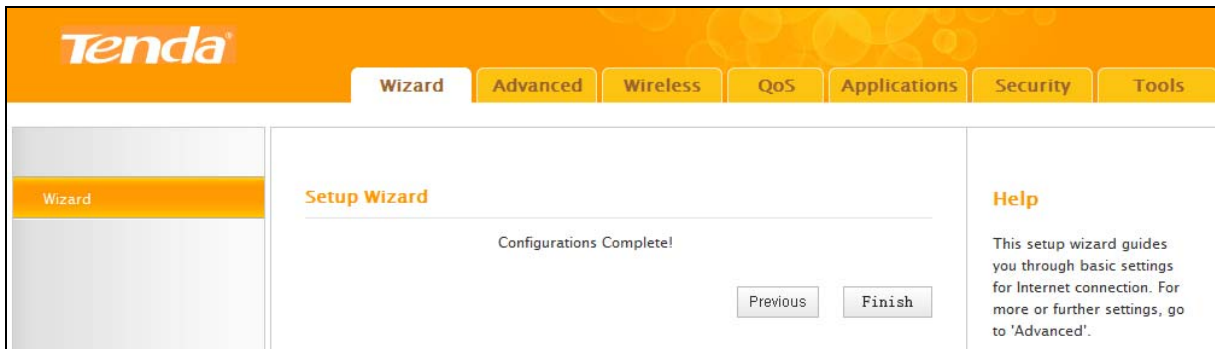 Tenda®
Wizard Advanced Wireless QoS Applications Security Tools
Wizard
Setup Wizard
Configurations Complete!
Previous Finish
Help
This setup wizard guides
you through basic settings
for Internet connection. For
more or further settings, go
to 'Advanced'.